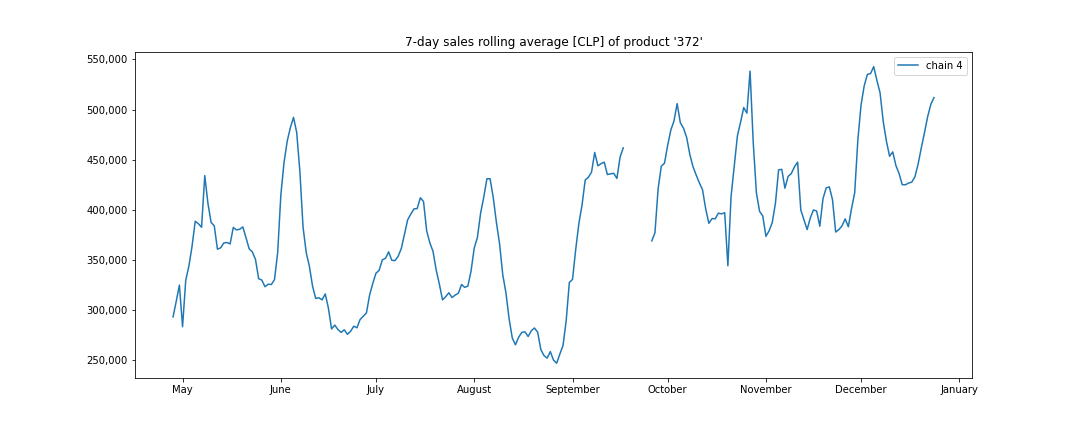 7-day sales rolling average [CLP] of product '372'
chain 4
550,000
500,000
450,000
400,000
350,000
300,000
250,000
May June July August September October November December January